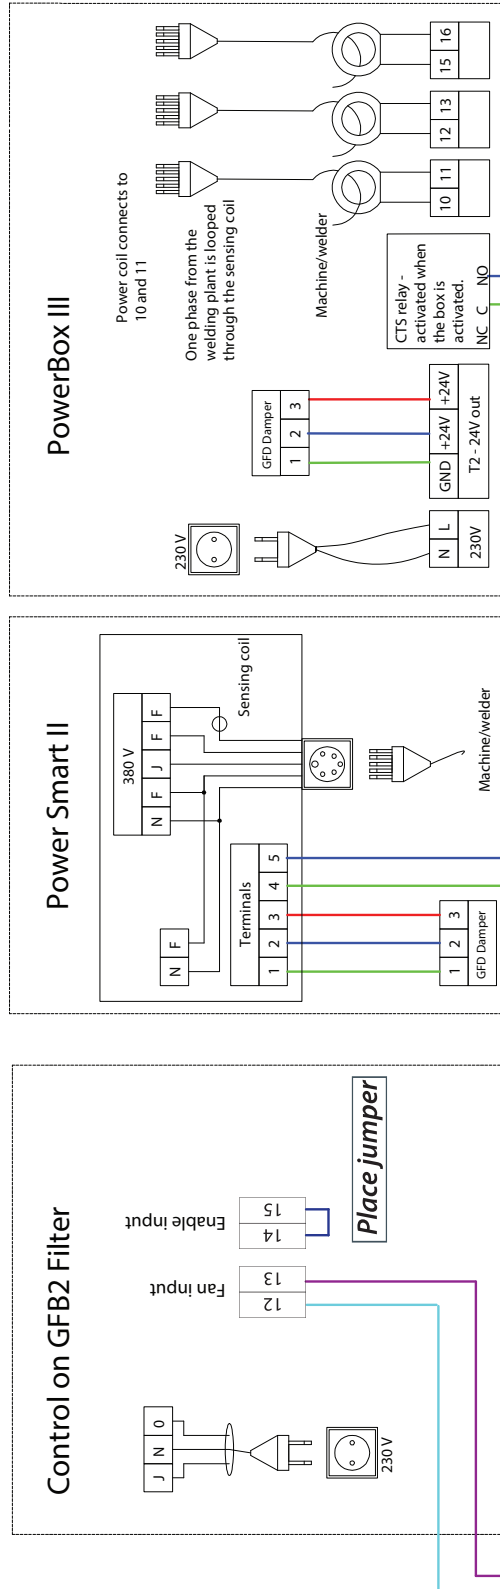 Control on GFB2 Filter
J N 0
230 V
Fan input
12 13
Enable input
14 15
Place jumper
Power Smart II
380 V
N F J F F
N F
Sensing coil
Terminals
1 2 3 4 5
Machine/welder
1 2 3
GFD Damper
PowerBox III
Power coil connects to
10 and 11
One phase from the
welding plant is looped
through the sensing coil
Machine/welder
230 V
GFD Damper
1 2 3
N L
230V
GND +24V +24V
T2 - 24V out
CTS relay -
activated when
the box is
activated.
NC C NO
10 11
12 13
15 16